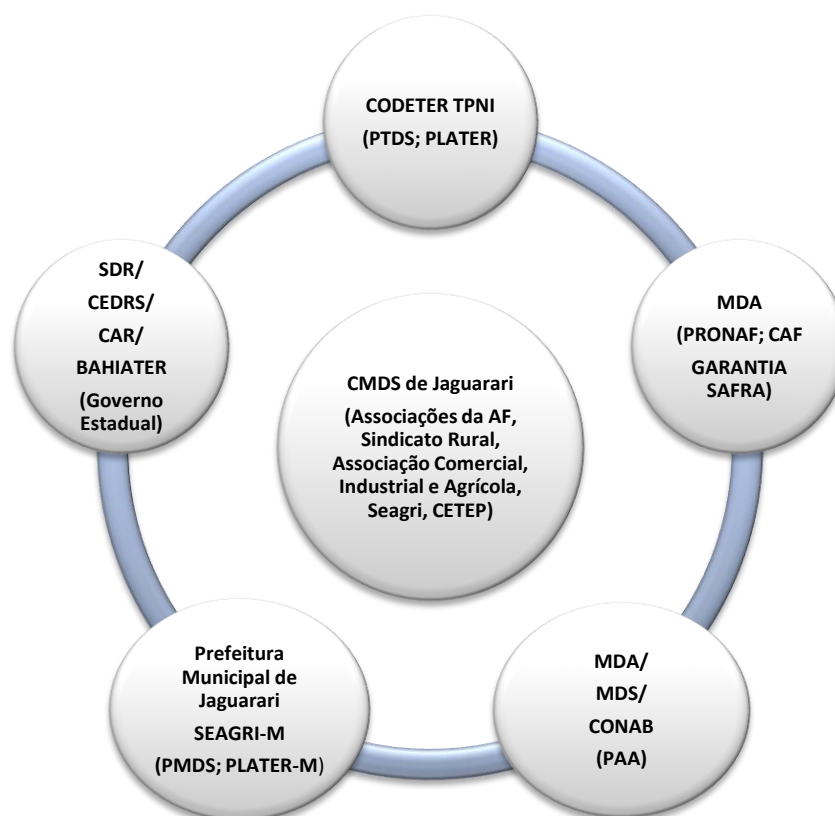 CODETER TPNI
(PTDS; PLATER)
SDR/
CEDRS/
CAR/
BAHIATER
(Governo
Estadual)
MDA
(PRONAF; CAF
GARANTIA
SAFRA)
CMDS de Jaguarari
(Associações da AF,
Sindicato Rural,
Associação Comercial,
Industrial e Agrícola,
Seagri, CETEP)
Prefeitura
Municipal de
Jaguarari
SEAGRI-M
(PMDS; PLATER-M)
MDA/
MDS/
CONAB
(PAA)